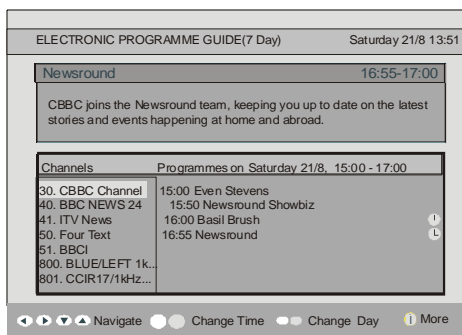 ELECTRONIC PROGRAMME GUIDE(7 Day) Saturday 21/8 13:51
Newsround 16:55-17:00
CBBC joins the Newsround team, keeping you up to date on the latest
stories and events happening at home and abroad.
Channels Programmes on Saturday 21/8, 15:00 - 17:00
30. CBBC Channel 15:00 Even Stevens
40. BBC NEWS 24 15:50 Newsround Showbiz
41. ITV News 16:00 Basil Brush
50. Four Text 16:55 Newsround
51. BBCI
800. BLUE/LEFT 1k...
801. CCIR17/1kHz...
Navigate Change Time Change Day i More